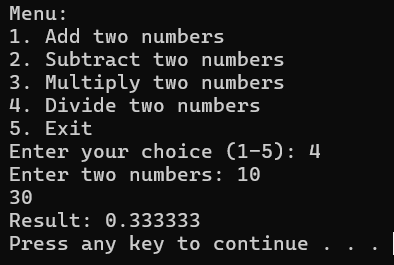 Menu:
1. Add two numbers
2. Subtract two numbers
3. Multiply two numbers
4. Divide two numbers
5. Exit
Enter your choice (1-5): 4
Enter two numbers: 10
30
Result: 0.333333
Press any key to continue . . .